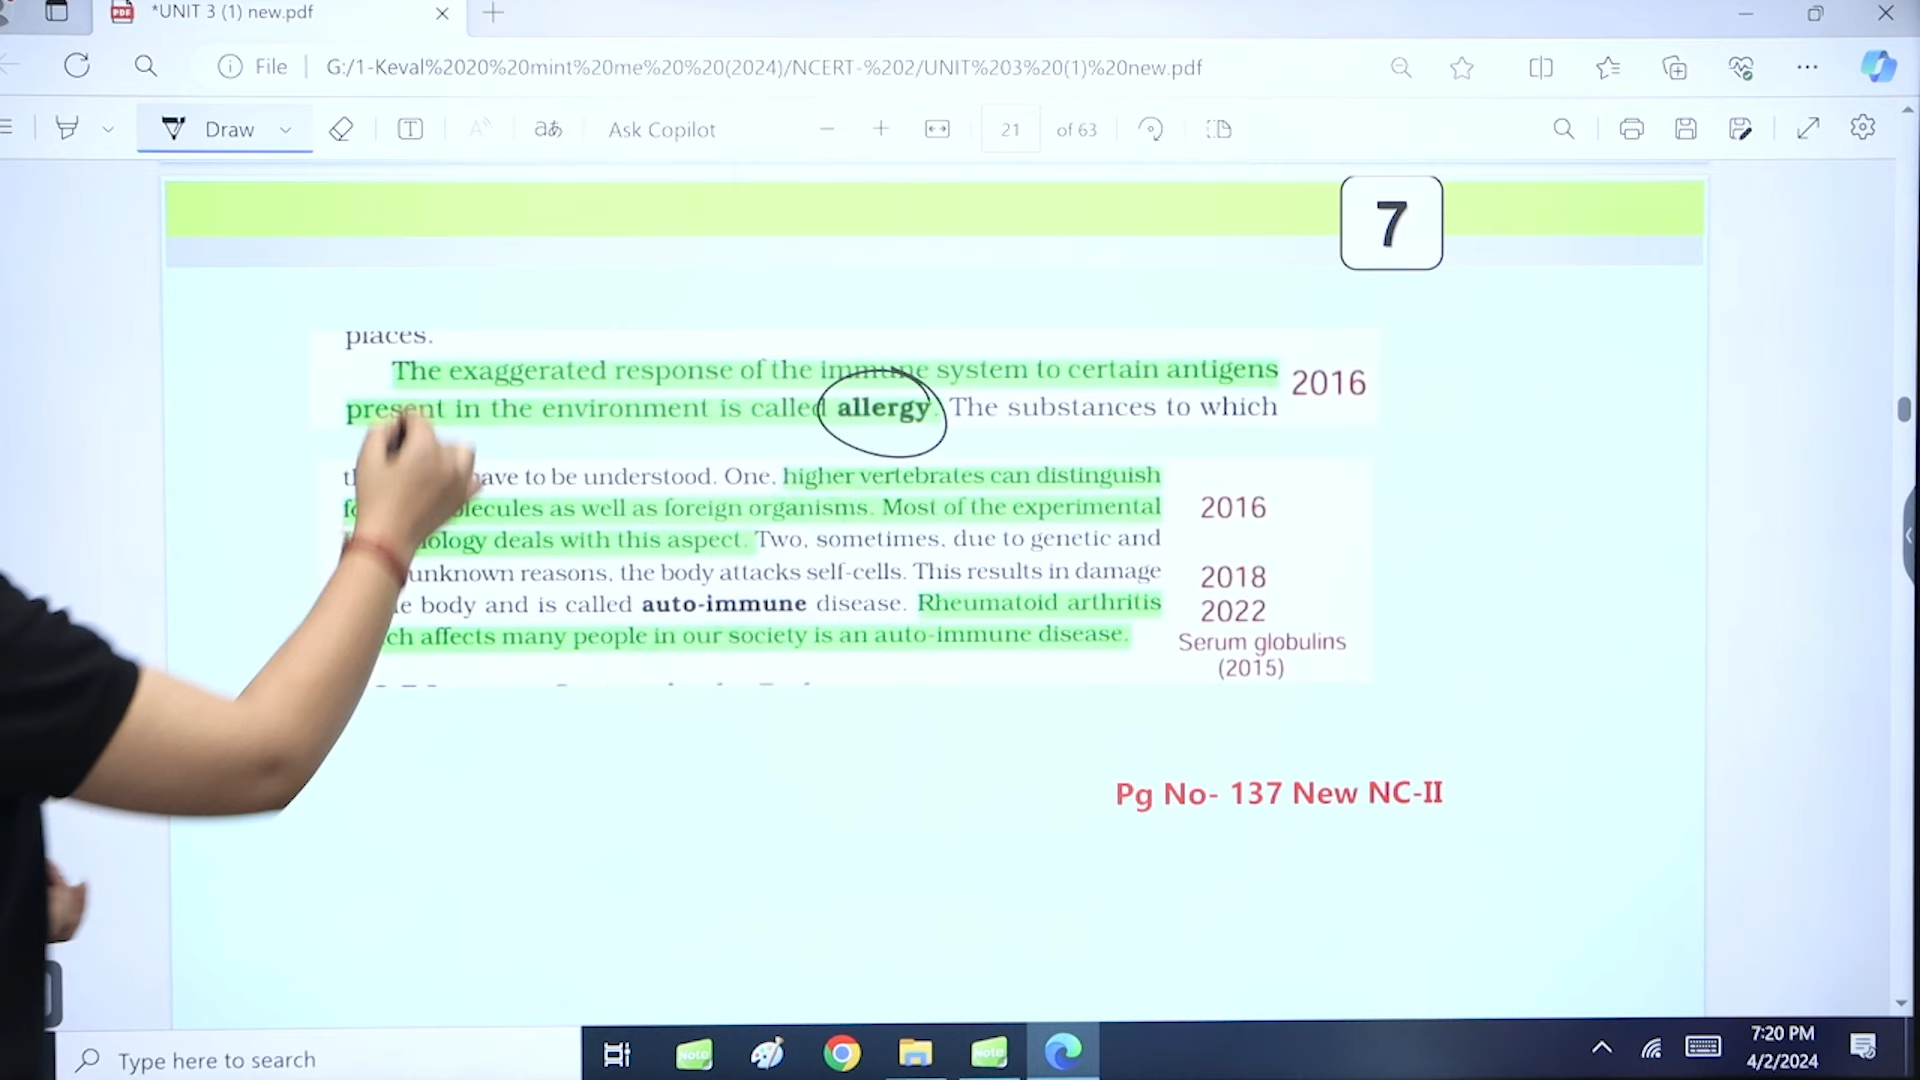 *UNIT 3 (1) new.pdf
File
G:/1-Keval%2020%20mint%20me%20%20(2024)/NCERT-%202/UNIT%203%20(1)%20new.pdf
Draw
T
aあ
Ask Copilot
21
of 63
7
places.
The exaggerated response of the immune system to certain antigens
2016
present in the environment is called allergy. The substances to which
have to be understood. One, higher vertebrates can distinguish
as well as foreign organisms. Most of the experimental
2016
deals with this aspect. Two, sometimes, due to genetic and
unknown reasons, the body attacks self-cells. This results in damage
2018
body and is called auto-immune disease. Rheumatoid arthritis
2022
affects many people in our society is an auto-immune disease.
Serum globulins
(2015)
Pg No- 137 New NC-II
Type here to search
Note
Note
7:20 PM
4/2/2024